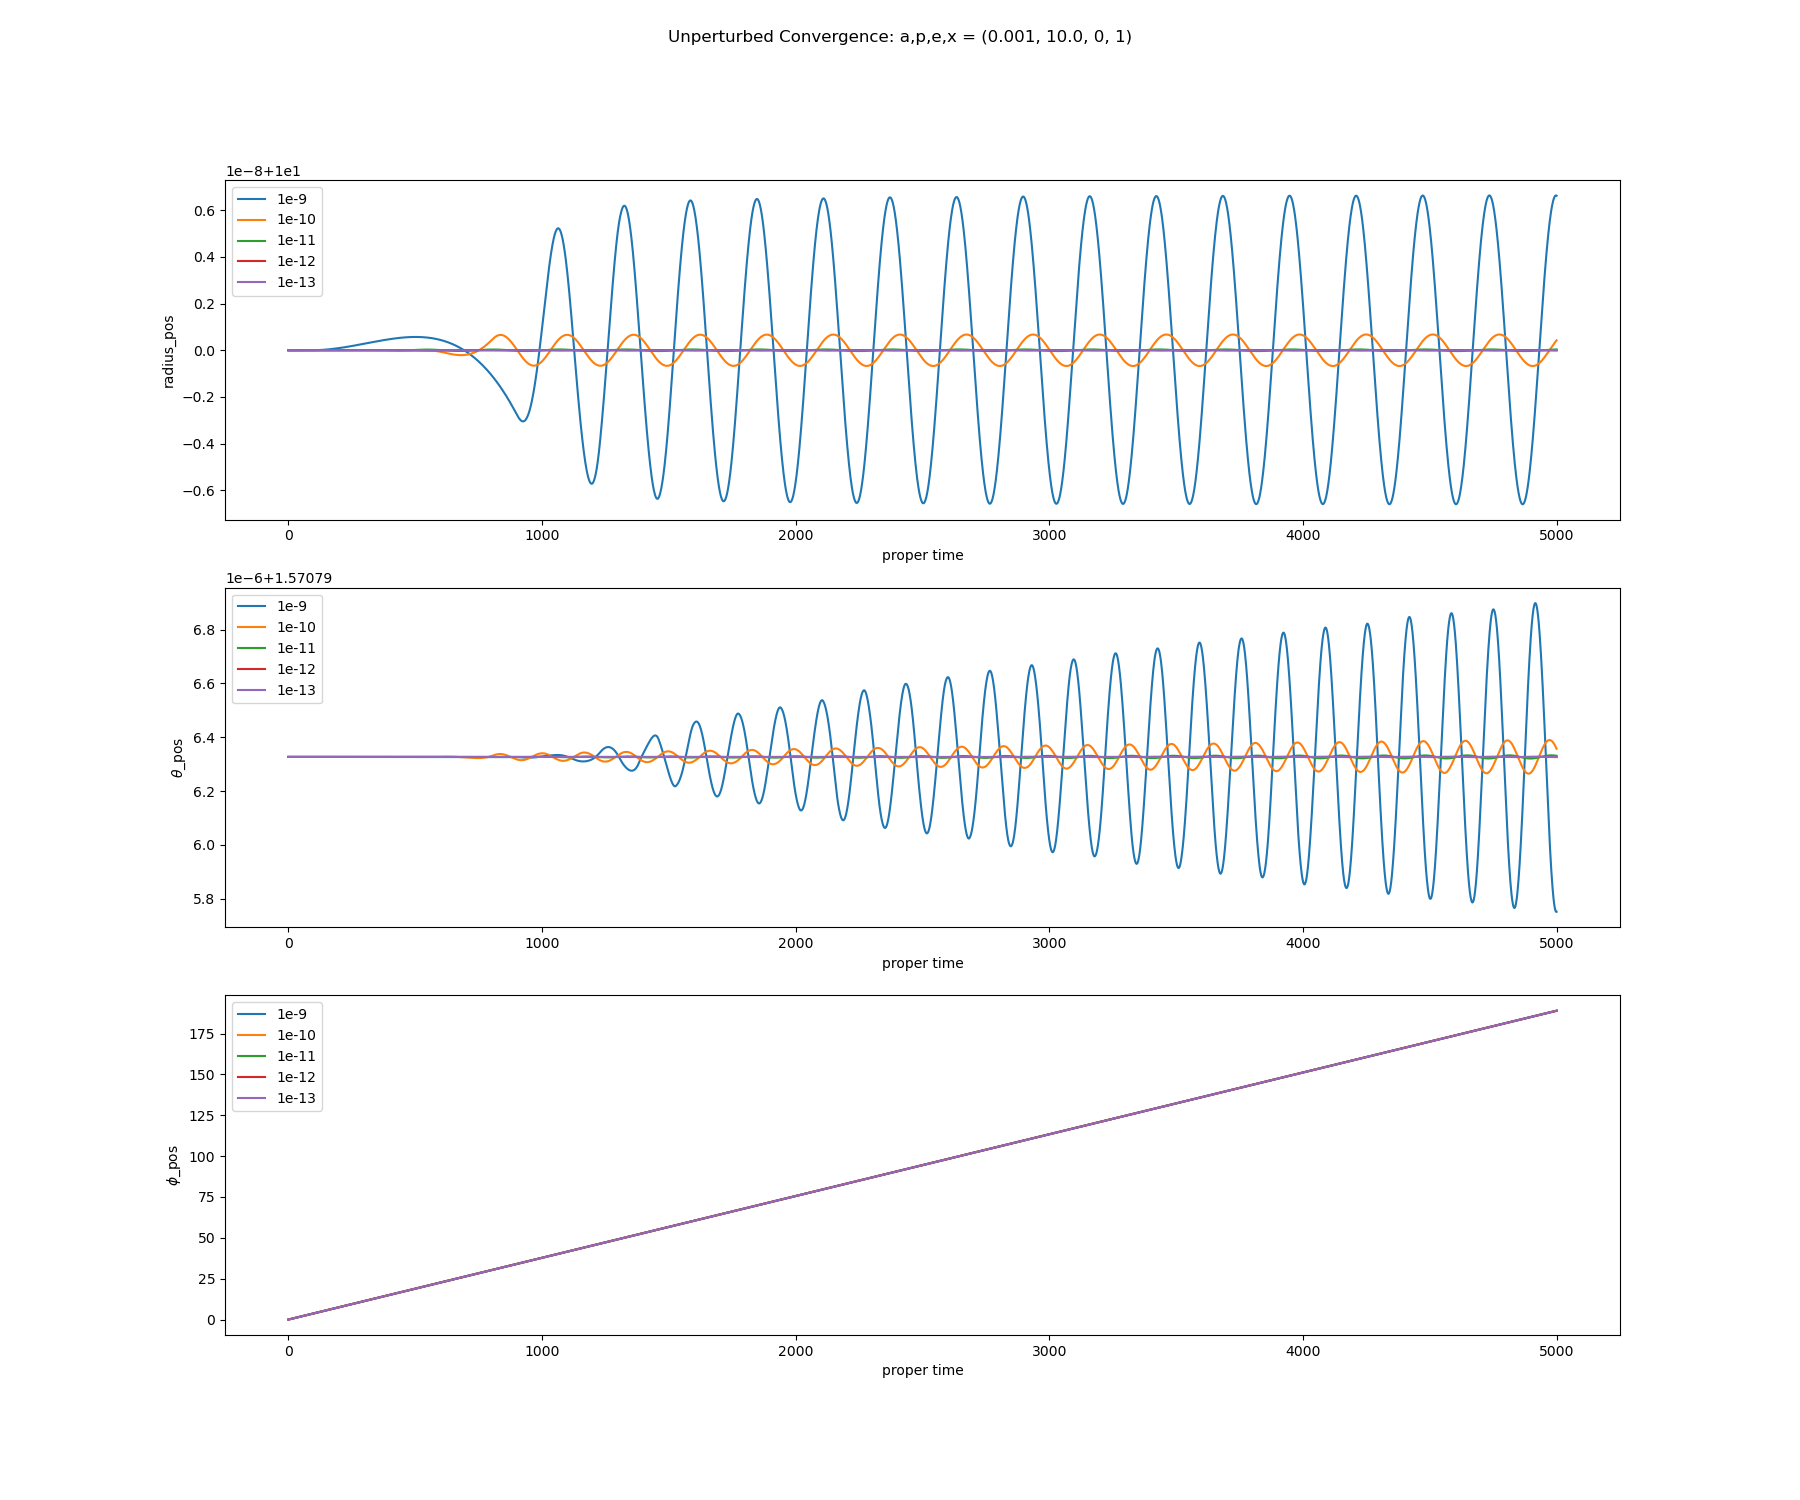 Unperturbed Convergence: a,p,e,x = (0.001, 10.0, 0, 1)
1e−8+1e1
1e-9
1e-10
1e-11
1e-12
1e-13
0.6
0.4
0.2
0.0
−0.2
−0.4
−0.6
radius_pos
0 1000 2000 3000 4000 5000
proper time
1e−6+1.57079
1e-9
1e-10
1e-11
1e-12
1e-13
6.8
6.6
6.4
6.2
6.0
5.8
θ_pos
0 1000 2000 3000 4000 5000
proper time
1e-9
1e-10
1e-11
1e-12
1e-13
175
150
125
100
75
50
25
0
ϕ_pos
0 1000 2000 3000 4000 5000
proper time